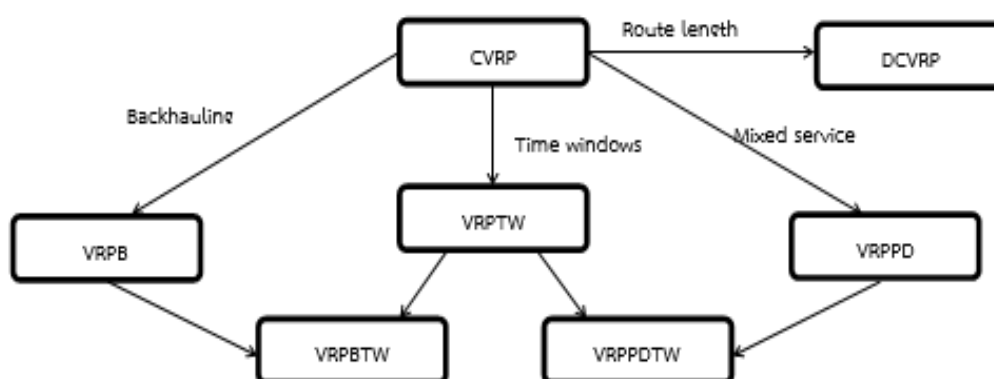 Route length
CVRP
DCVRP
Backhauling
Time windows
Mixed service
VRPTW
VRPB
VRPPD
VRPBTW
VRPPDTW